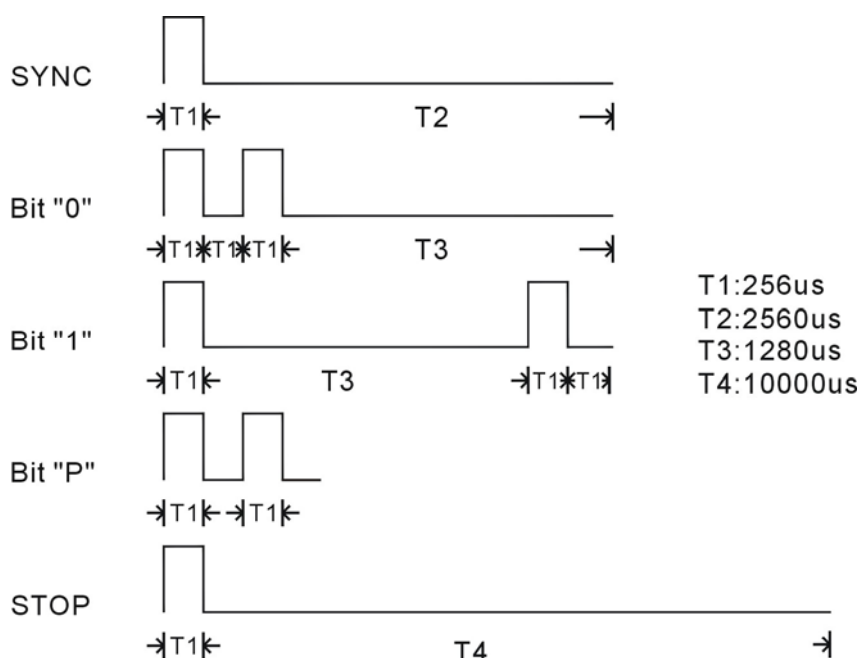 SYNC
T1 T2
Bit "0"
T1 T1 T1 T3
Bit "1"
T1 T3 T1 T1
T1:256us
T2:2560us
T3:1280us
T4:10000us
Bit "P"
T1 T1
STOP
T1 T4